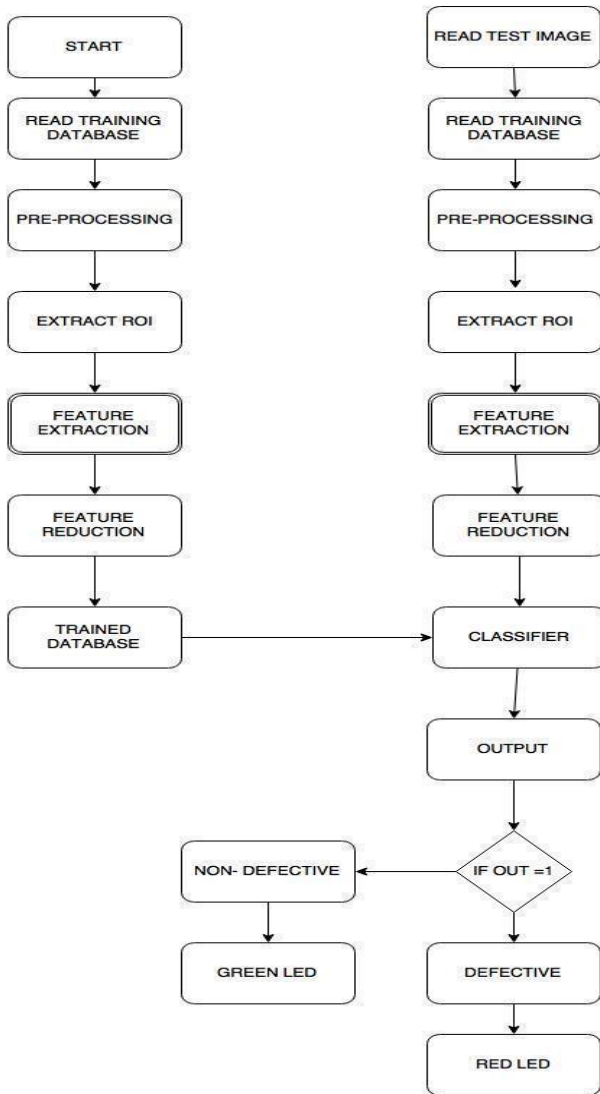 START
READ TRAINING
DATABASE
PRE-PROCESSING
EXTRACT ROI
FEATURE
EXTRACTION
FEATURE
REDUCTION
TRAINED
DATABASE
READ TEST IMAGE
READ TRAINING
DATABASE
PRE-PROCESSING
EXTRACT ROI
FEATURE
EXTRACTION
FEATURE
REDUCTION
CLASSIFIER
OUTPUT
IF OUT =1
NON- DEFECTIVE
GREEN LED
DEFECTIVE
RED LED